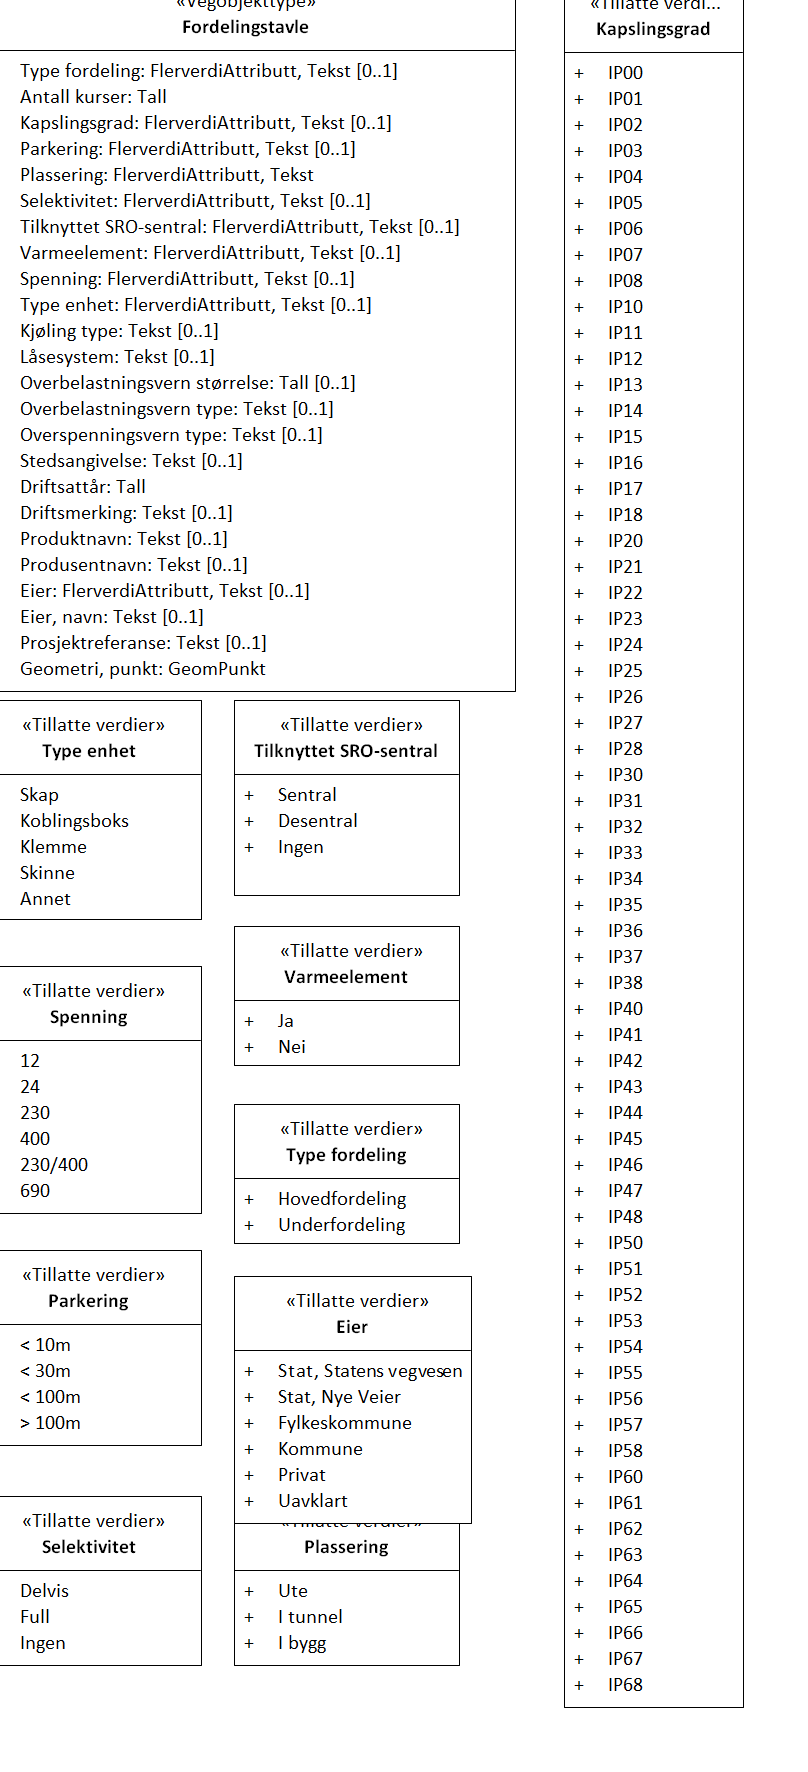 «Vegobjekttype»
Fordelingstavle
Type fordeling: FlerverdiAttributt, Tekst [0..1]
Antall kurser: Tall
Kapslingsgrad: FlerverdiAttributt, Tekst [0..1]
Parkering: FlerverdiAttributt, Tekst [0..1]
Plassering: FlerverdiAttributt, Tekst
Selektivitet: FlerverdiAttributt, Tekst [0..1]
Tilknyttet SRO-sentral: FlerverdiAttributt, Tekst [0..1]
Varmeelement: FlerverdiAttributt, Tekst [0..1]
Spenning: FlerverdiAttributt, Tekst [0..1]
Type enhet: FlerverdiAttributt, Tekst [0..1]
Kjøling type: Tekst [0..1]
Låsesystem: Tekst [0..1]
Overbelastningsvern størrelse: Tall [0..1]
Overbelastningsvern type: Tekst [0..1]
Overspenningsvern type: Tekst [0..1]
Stedsangivelse: Tekst [0..1]
Driftsattår: Tall
Driftsmerking: Tekst [0..1]
Produktnavn: Tekst [0..1]
Produsentnavn: Tekst [0..1]
Eier: FlerverdiAttributt, Tekst [0..1]
Eier, navn: Tekst [0..1]
Prosjektreferanse: Tekst [0..1]
Geometri, punkt: GeomPunkt
«Tillatte verdier»
Type enhet
Skap
Koblingsboks
Klemme
Skinne
Annet
«Tillatte verdier»
Spenning
12
24
230
400
230/400
690
«Tillatte verdier»
Parkering
< 10m
< 30m
< 100m
> 100m
«Tillatte verdier»
Selektivitet
Delvis
Full
Ingen
«Tillatte verdier»
Tilknyttet SRO-sentral
+ Sentral
+ Desentral
+ Ingen
«Tillatte verdier»
Varmeelement
+ Ja
+ Nei
«Tillatte verdier»
Type fordeling
+ Hovedfordeling
+ Underfordeling
«Tillatte verdier»
Eier
+ Stat, Statens vegvesen
+ Stat, Nye Veier
+ Fylkeskommune
+ Kommune
+ Privat
+ Uavklart
«Tillatte verdier»
Plassering
+ Ute
+ I tunnel
+ I bygg
«Tillatte verdi...
Kapslingsgrad
+ IP00
+ IP01
+ IP02
+ IP03
+ IP04
+ IP05
+ IP06
+ IP07
+ IP08
+ IP10
+ IP11
+ IP12
+ IP13
+ IP14
+ IP15
+ IP16
+ IP17
+ IP18
+ IP20
+ IP21
+ IP22
+ IP23
+ IP24
+ IP25
+ IP26
+ IP27
+ IP28
+ IP30
+ IP31
+ IP32
+ IP33
+ IP34
+ IP35
+ IP36
+ IP37
+ IP38
+ IP40
+ IP41
+ IP42
+ IP43
+ IP44
+ IP45
+ IP46
+ IP47
+ IP48
+ IP50
+ IP51
+ IP52
+ IP53
+ IP54
+ IP55
+ IP56
+ IP57
+ IP58
+ IP60
+ IP61
+ IP62
+ IP63
+ IP64
+ IP65
+ IP66
+ IP67
+ IP68